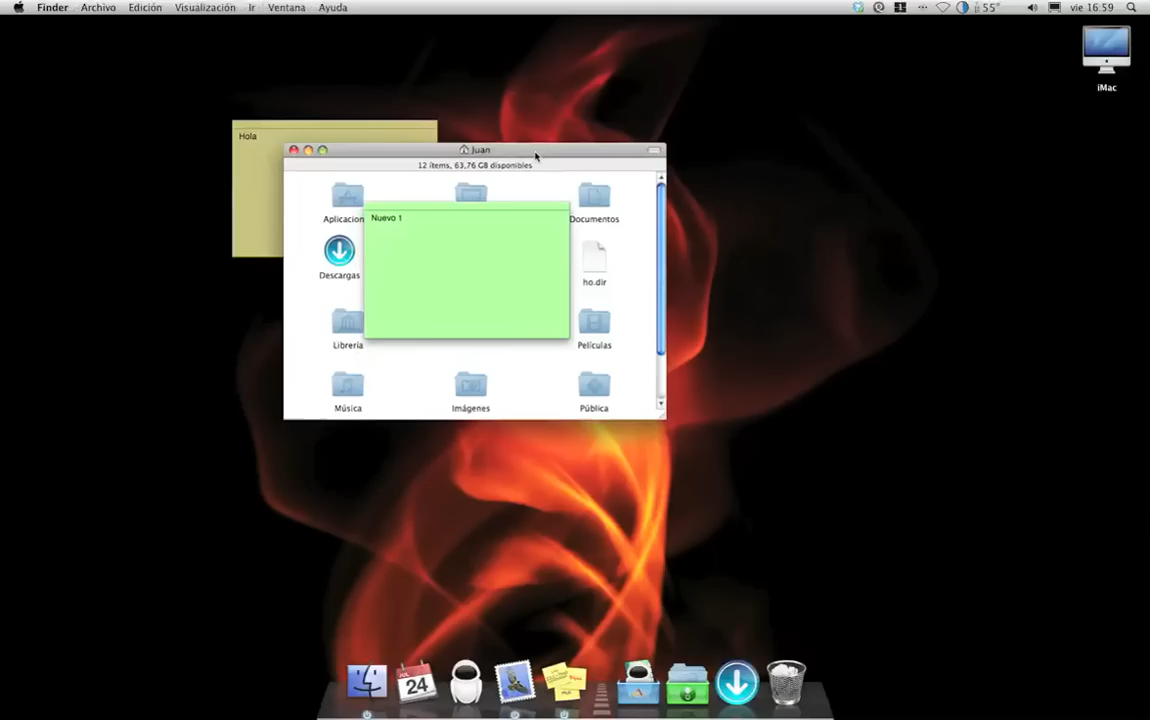 Finder Archivo Edición Visualización Ir Ventana Ayuda
55° vie 16:59
iMac
Hola
Juan
12 ítems, 63,76 GB disponibles
Documentos
Nuevo 1
Descargas
ho.dir
Librería
Películas
Música
Imágenes
Pública
24